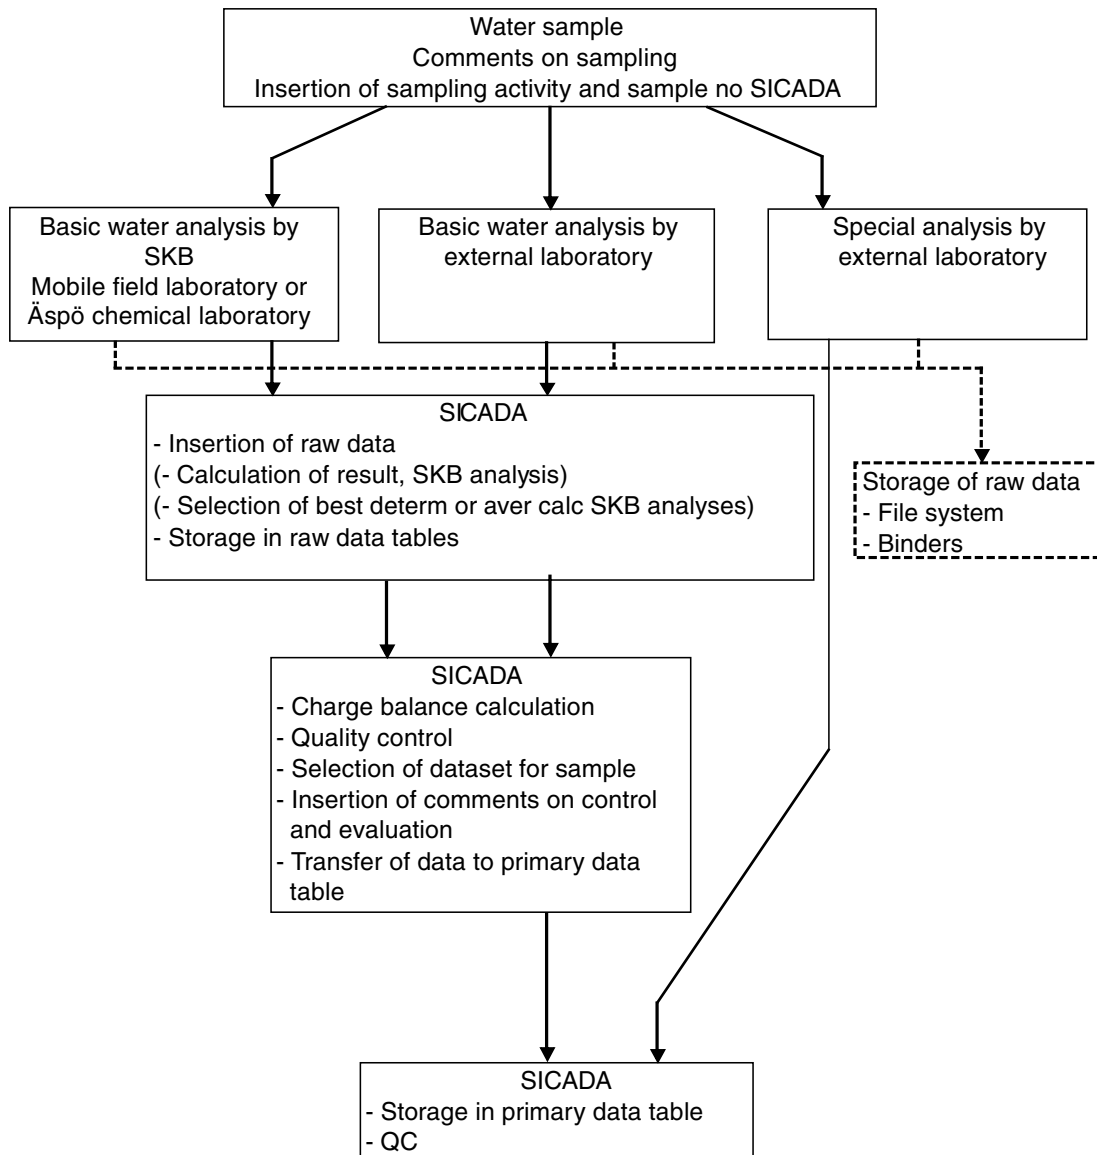 Water sample
Comments on sampling
Insertion of sampling activity and sample no SICADA
Basic water analysis by
SKB
Mobile field laboratory or
Äspö chemical laboratory
Basic water analysis by
external laboratory
Special analysis by
external laboratory
SICADA
- Insertion of raw data
(- Calculation of result, SKB analysis)
(- Selection of best determ or aver calc SKB analyses)
- Storage in raw data tables
Storage of raw data
- File system
- Binders
SICADA
- Charge balance calculation
- Quality control
- Selection of dataset for sample
- Insertion of comments on control
and evaluation
- Transfer of data to primary data
table
SICADA
- Storage in primary data table
- QC